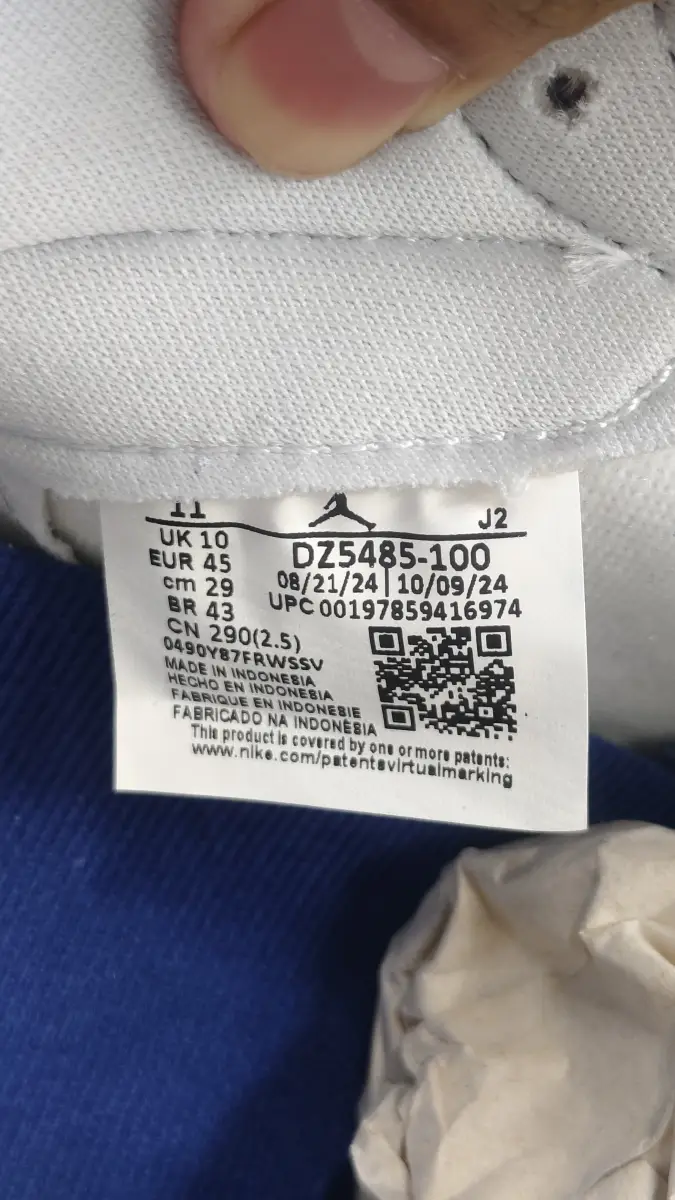 11
J2
UK 10
EUR 45
cm 29
BR 43
CN 290(2.5)
0490Y87FRWSSV
MADE IN INDONESIA
HECHO EN INDONESIA
FABRIQUE EN INDONESIE
FABRICADO NA INDONÉSIA
DZ5485-100
08/21/24 | 10/09/24
UPC 00197859416974
This product is covered by one or more patents:
www.nike.com/patentsvirtualmarking